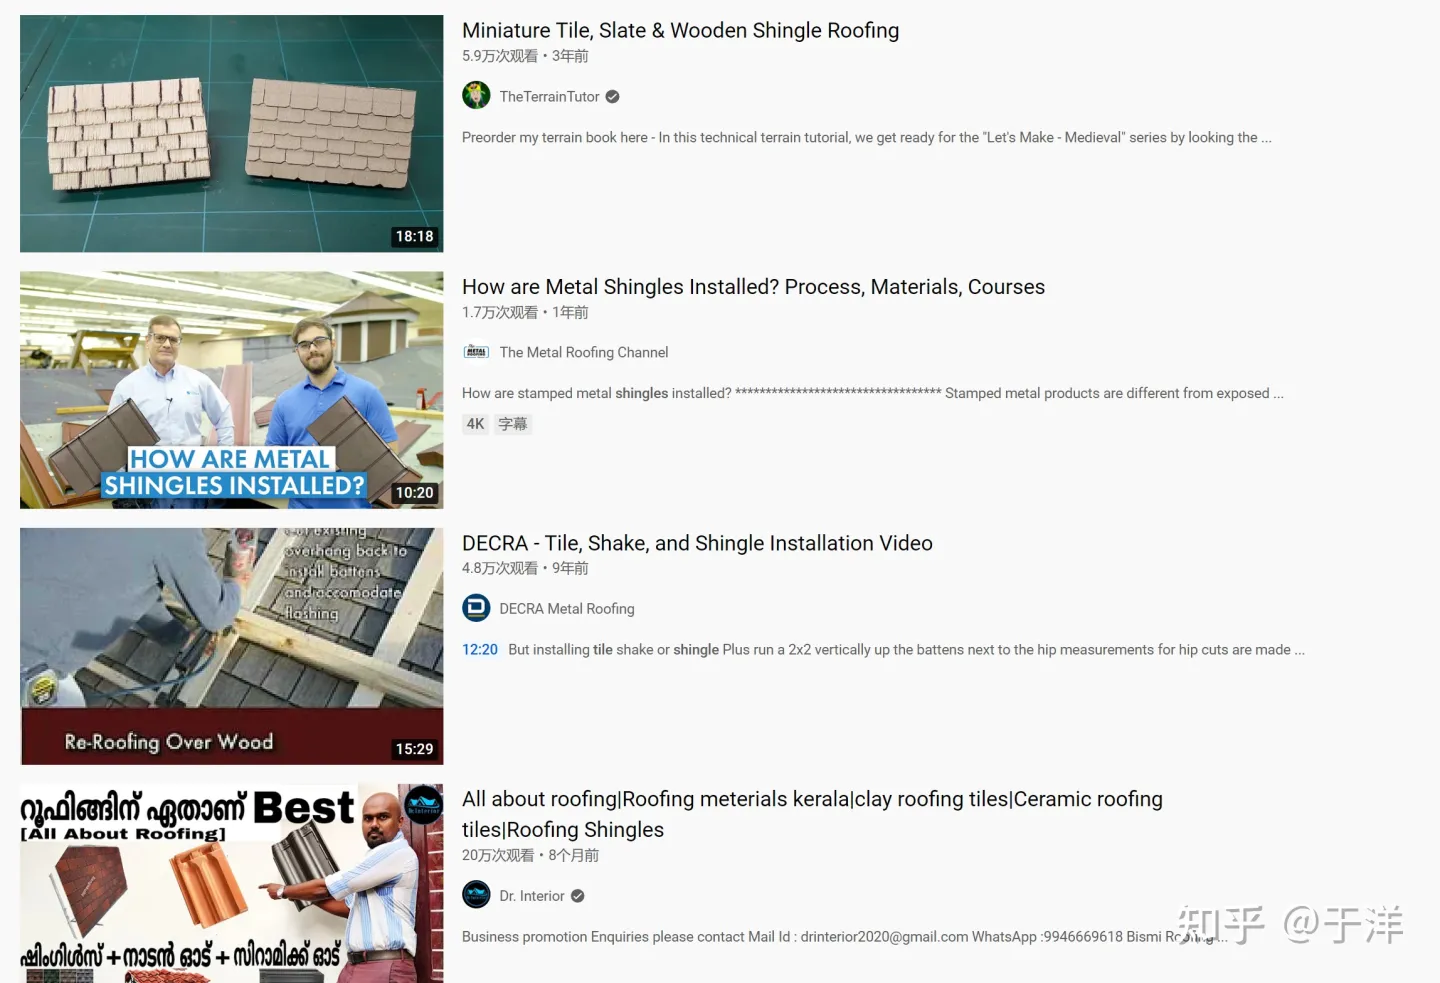 Miniature Tile, Slate & Wooden Shingle Roofing
5.9万次观看 • 3年前
TheTerrainTutor
Preorder my terrain book here - In this technical terrain tutorial, we get ready for the "Let's Make - Medieval" series by looking the ...
18:18
How are Metal Shingles Installed? Process, Materials, Courses
1.7万次观看 • 1年前
The Metal Roofing Channel
How are stamped metal shingles installed? ********************************** Stamped metal products are different from exposed ...
4K 字幕
HOW ARE METAL
SHINGLES INSTALLED?
10:20
DECRA - Tile, Shake, and Shingle Installation Video
4.8万次观看 • 9年前
DECRA Metal Roofing
12:20 But installing tile shake or shingle Plus run a 2x2 vertically up the battens next to the hip measurements for hip cuts are made ...
existing
overhang back to
install battens
and accomodate
flashing
Re-Roofing Over Wood
15:29
All about roofing|Roofing meterials kerala|clay roofing tiles|Ceramic roofing
tiles|Roofing Shingles
20万次观看 • 8个月前
Dr. Interior
Business promotion Enquiries please contact Mail Id : drinterior2020@gmail.com WhatsApp :9946669618 Bismi Roofing ...
റൂഫിങ്ങിന് ഏതാണ് Best
[All About Roofing]
ഷിംഗിൾസ് + നാടൻ ഓട് + സിറാമിക്ക് ഓട്
知乎 @于洋